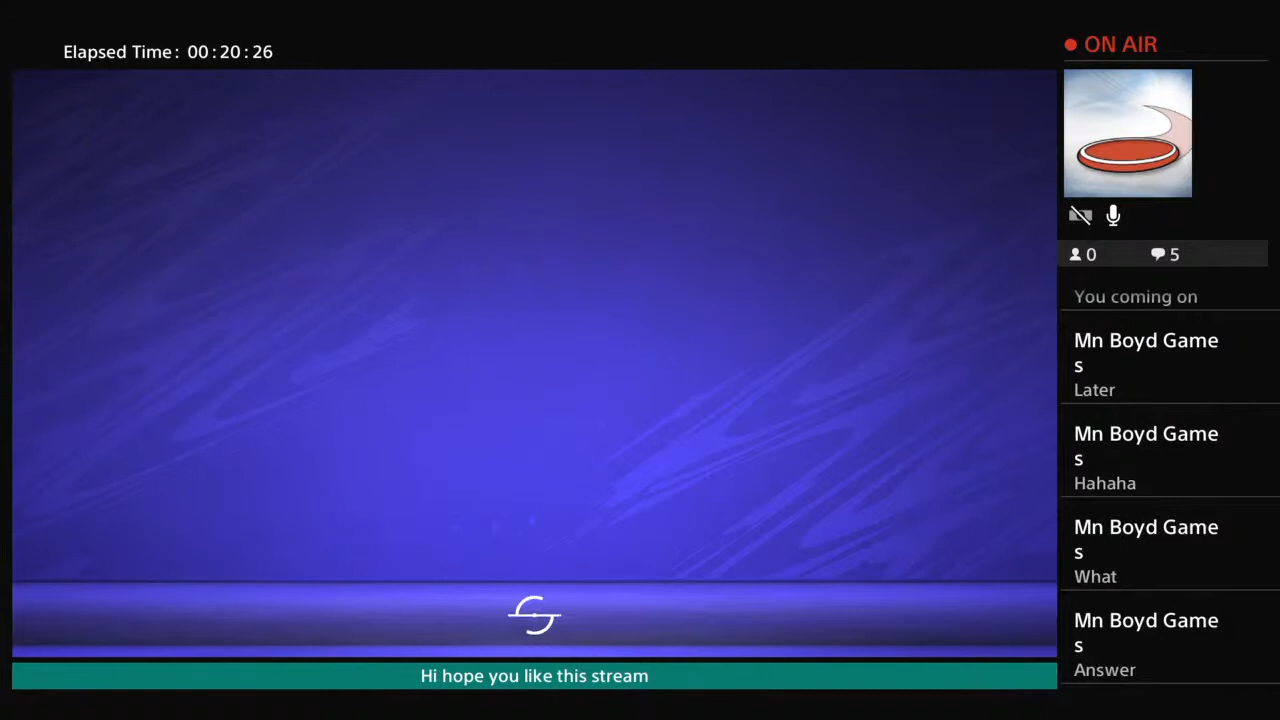 Elapsed Time: 00:20:26
ON AIR
0 5
You coming on
Mn Boyd Game
s
Later
Mn Boyd Game
s
Hahaha
Mn Boyd Game
s
What
Mn Boyd Game
s
Answer
Hi hope you like this stream